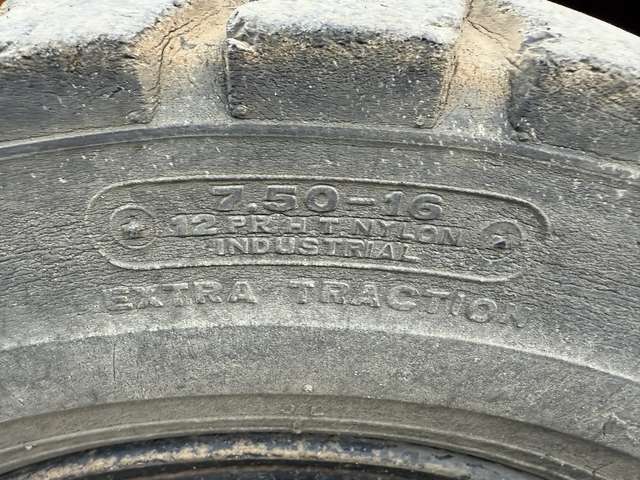 7.50-16
12 PR H-T NYLON
INDUSTRIAL
EXTRA TRACTION